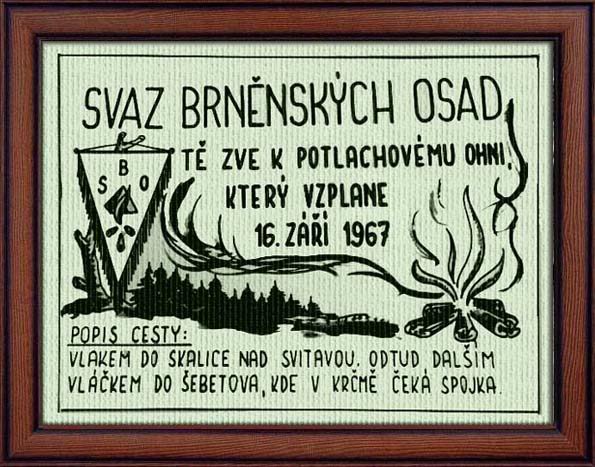 SVAZ BRNĚNSKÝCH OSAD
S B O
TĚ ZVE K POTLACHOVÉMU OHNI,
KTERÝ VZPLANE
16. ZÁŘÍ 1967
POPIS CESTY:
VLAKEM DO SKALICE NAD SVITAVOU. ODTUD DALŠÍM
VLÁČKEM DO ŠEBETOVA, KDE V KRČMĚ ČEKÁ SPOJKA.